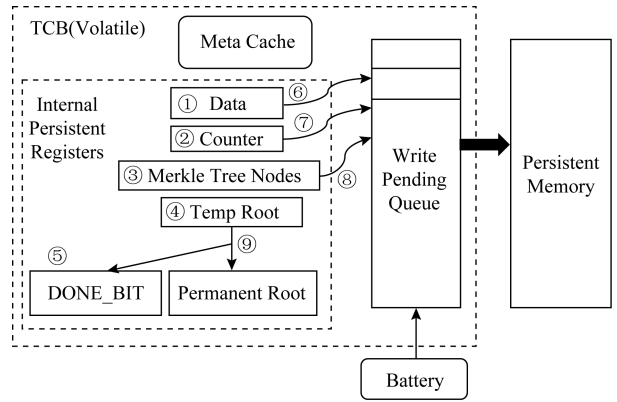 TCB(Volatile)
Meta Cache
Internal
Persistent
Registers
① Data
② Counter
③ Merkle Tree Nodes
④ Temp Root
⑤
DONE_BIT
Permanent Root
⑥
⑦
⑧
⑨
Write
Pending
Queue
Persistent
Memory
Battery